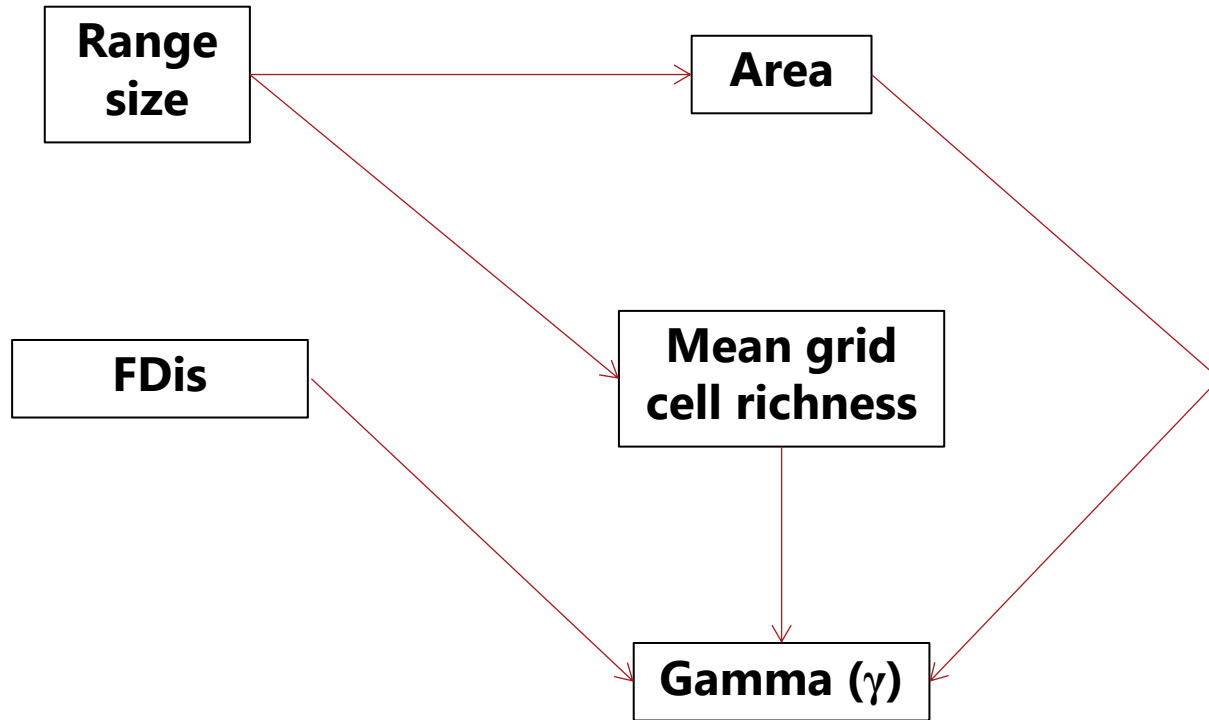 Range
size
Area
Mean grid
cell richness
FDis
Gamma (γ)